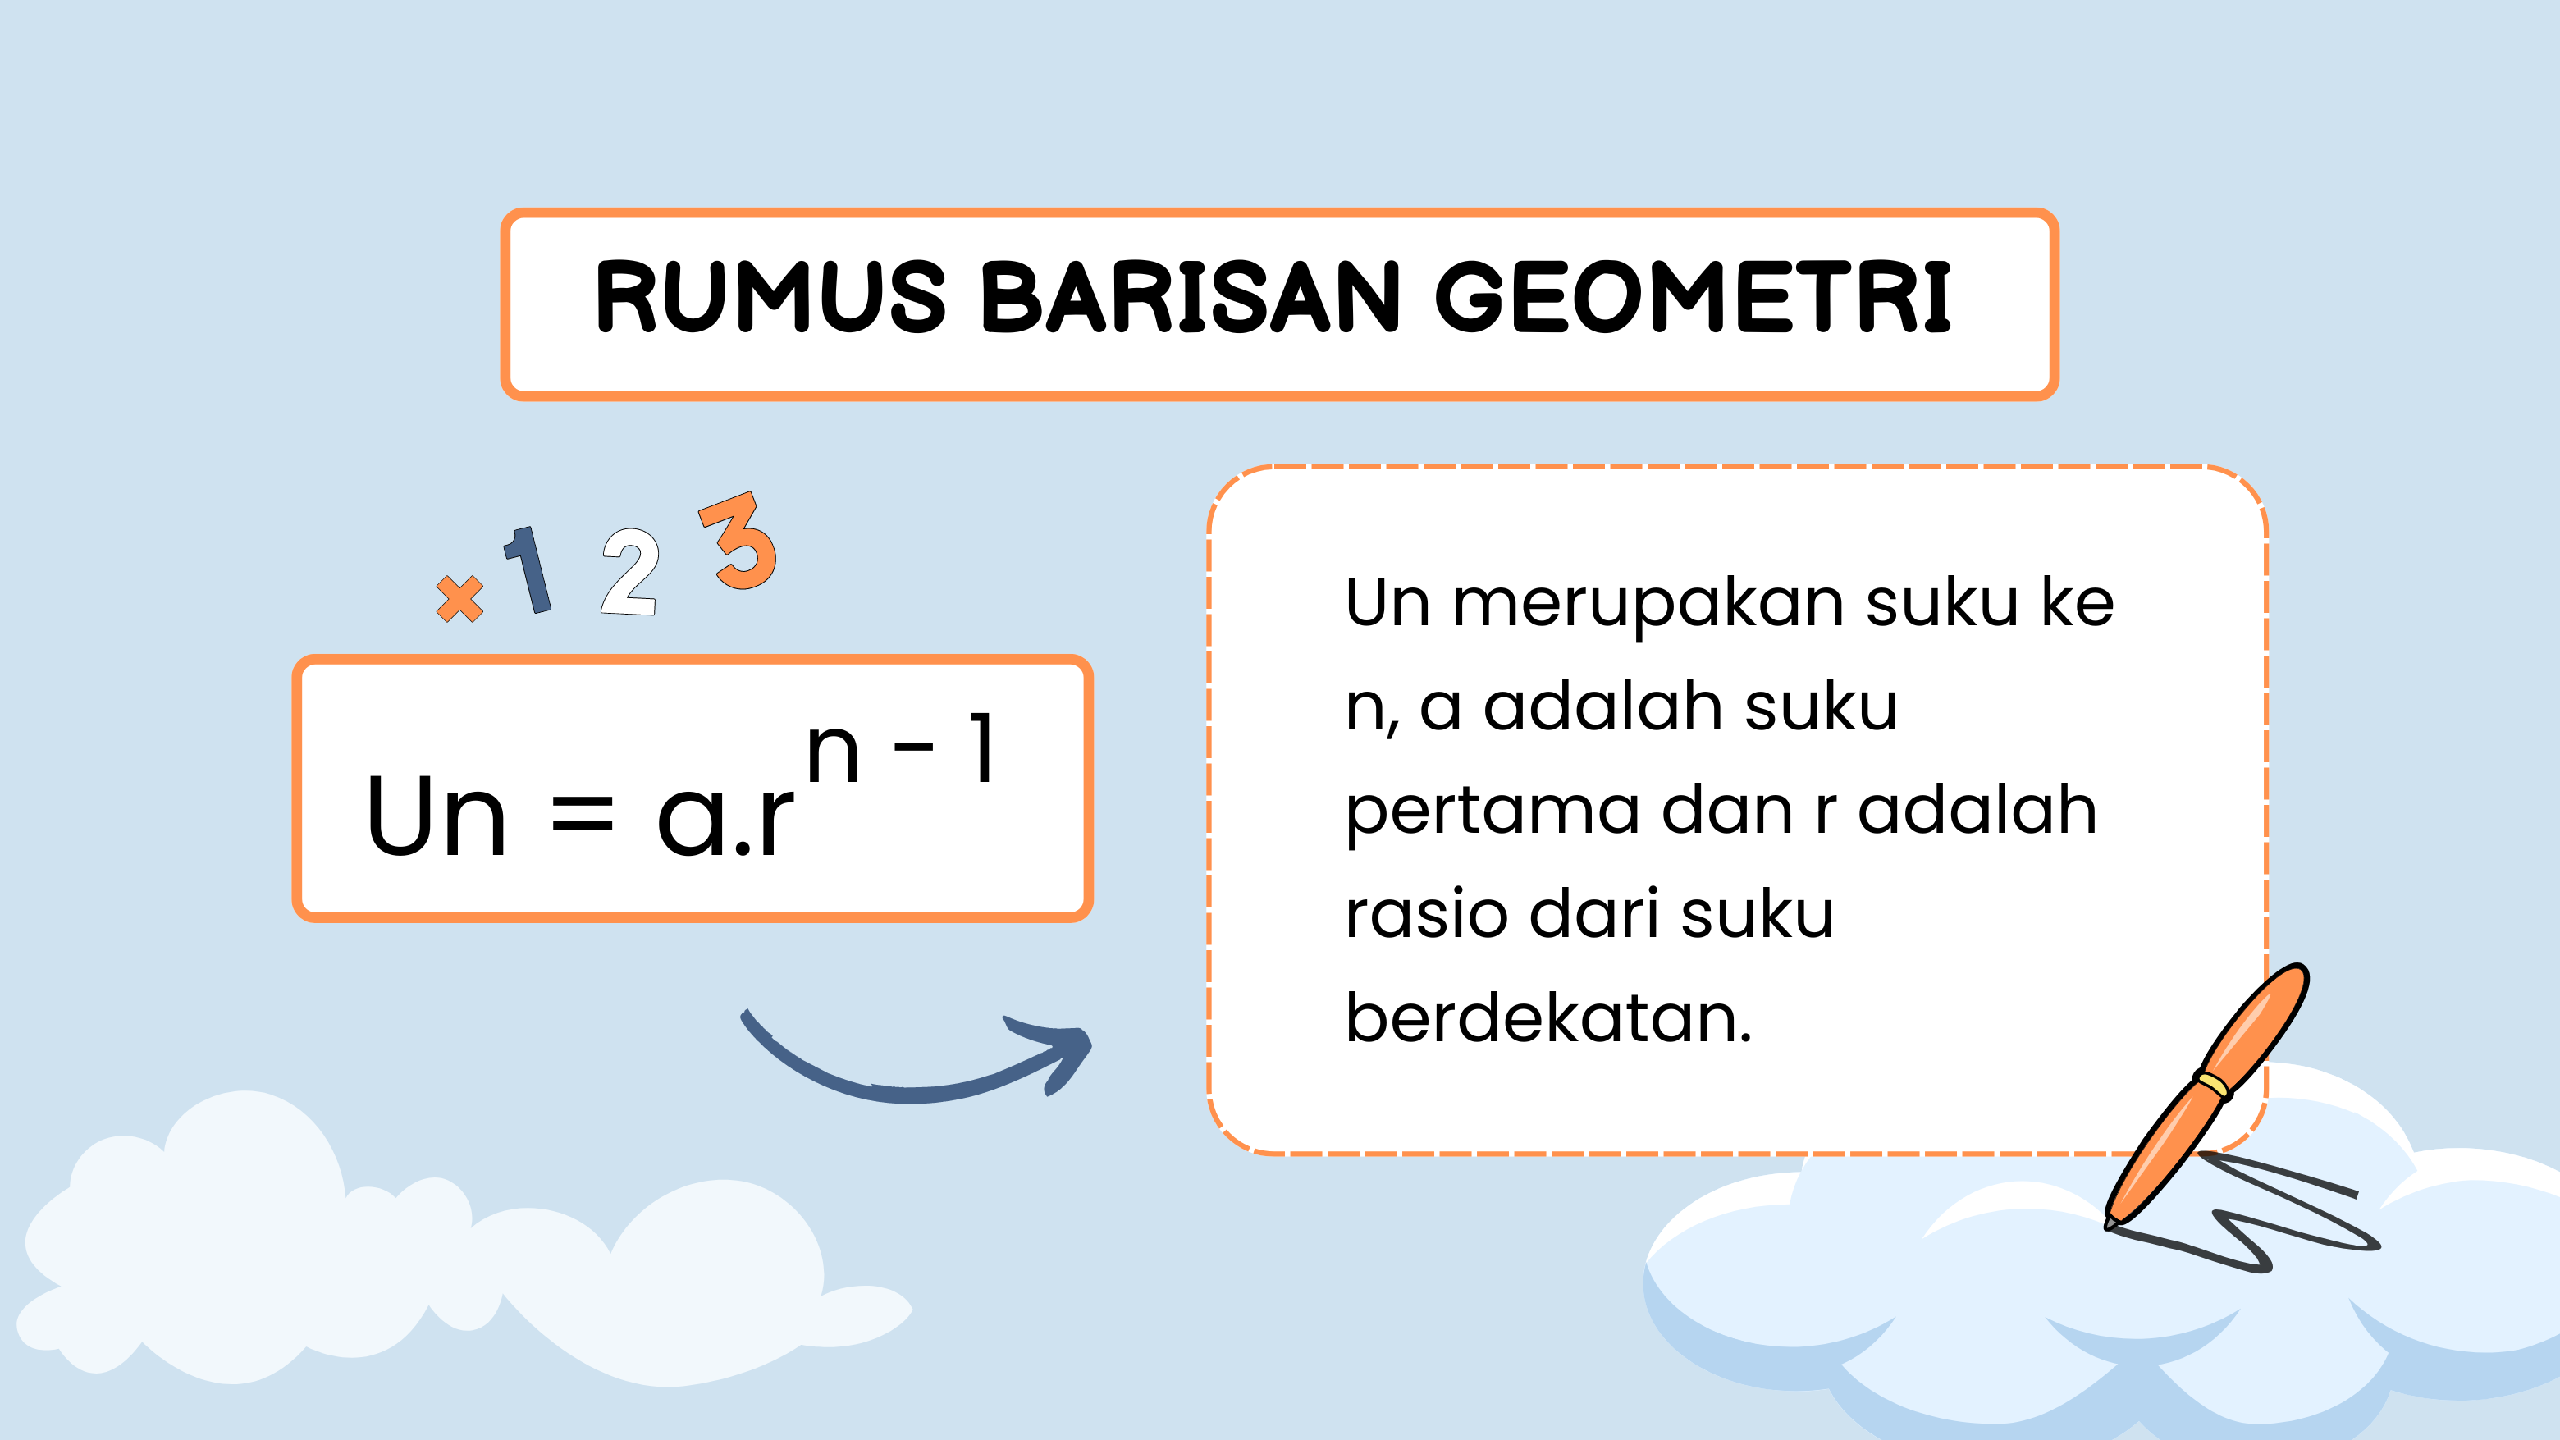 RUMUS BARISAN GEOMETRI
× 1 2 3
Un = a.r^{n - 1}
Un merupakan suku ke
n, a adalah suku
pertama dan r adalah
rasio dari suku
berdekatan.